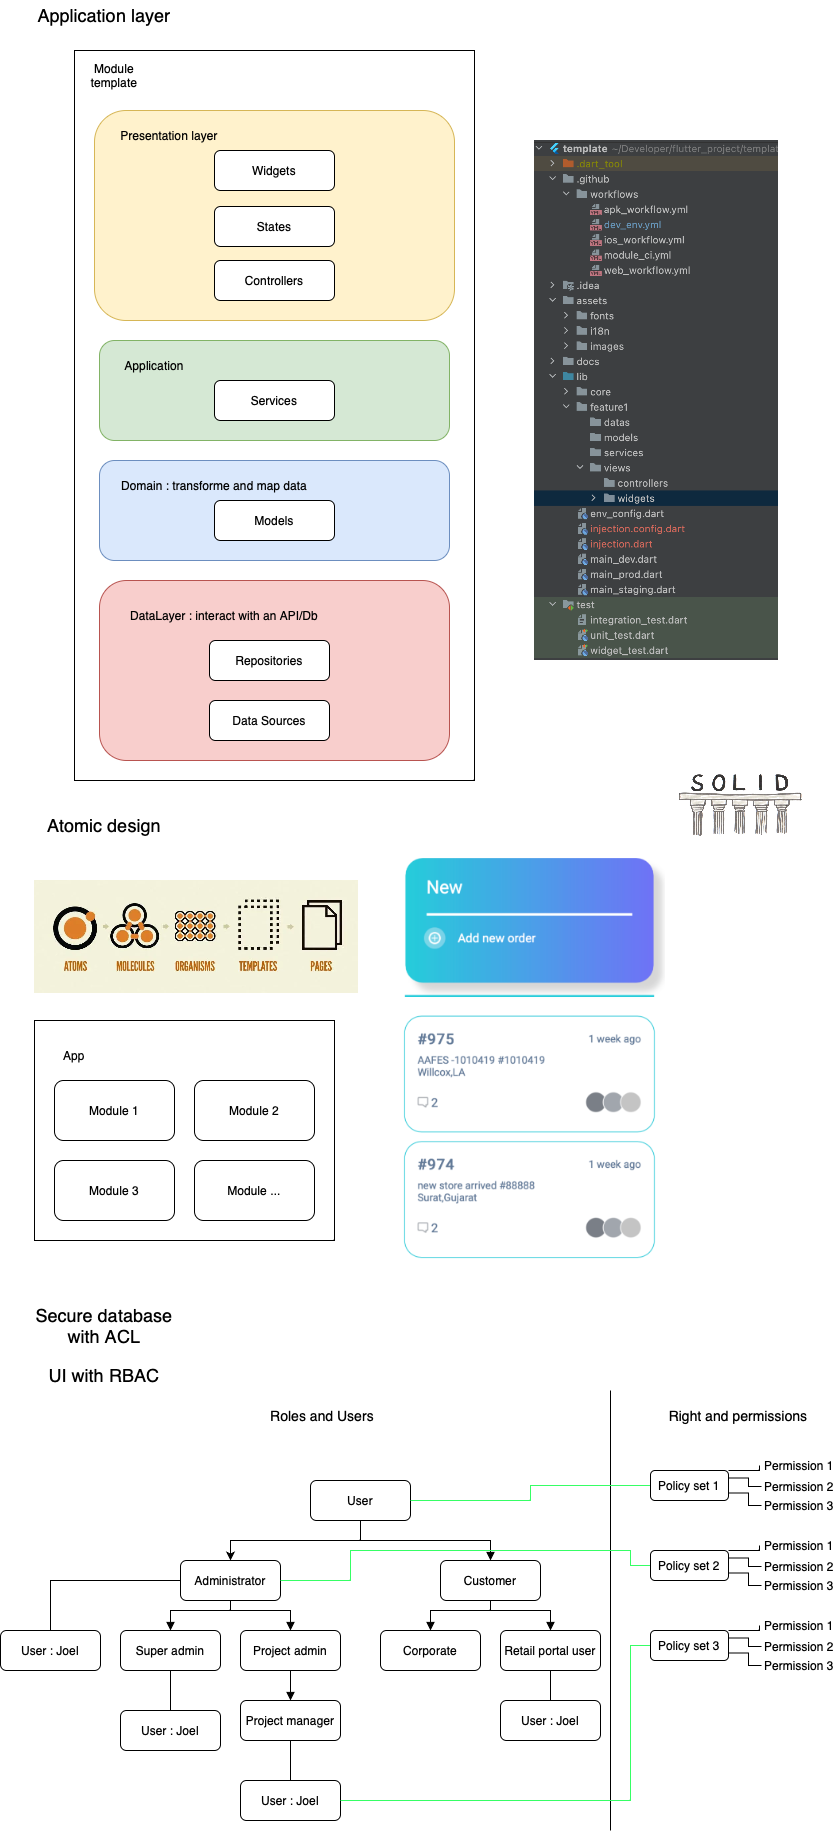 Application layer
Module
template
Presentation layer
Widgets
States
Controllers
Application
Services
Domain : transforme and map data
Models
DataLayer : interact with an API/Db
Repositories
Data Sources
template ~/Developer/flutter_project/templat
.dart_tool
.github
workflows
apk_workflow.yml
dev_env.yml
ios_workflow.yml
module_ci.yml
web_workflow.yml
.idea
assets
fonts
i18n
images
docs
lib
core
feature1
datas
models
services
views
controllers
widgets
env_config.dart
injection.config.dart
injection.dart
main_dev.dart
main_prod.dart
main_staging.dart
test
integration_test.dart
unit_test.dart
widget_test.dart
SOLID
Atomic design
ATOMS
MOLECULES
ORGANISMS
TEMPLATES
PAGES
App
Module 1
Module 2
Module 3
Module ...
New
Add new order
#975
1 week ago
AAFES -1010419 #1010419
Willcox,LA
2
#974
1 week ago
new store arrived #88888
Surat,Gujarat
2
Secure database
with ACL
UI with RBAC
Roles and Users
Right and permissions
User
Administrator
Customer
User : Joel
Super admin
Project admin
Corporate
Retail portal user
User : Joel
Project manager
User : Joel
User : Joel
Policy set 1
Permission 1
Permission 2
Permission 3
Policy set 2
Permission 1
Permission 2
Permission 3
Policy set 3
Permission 1
Permission 2
Permission 3